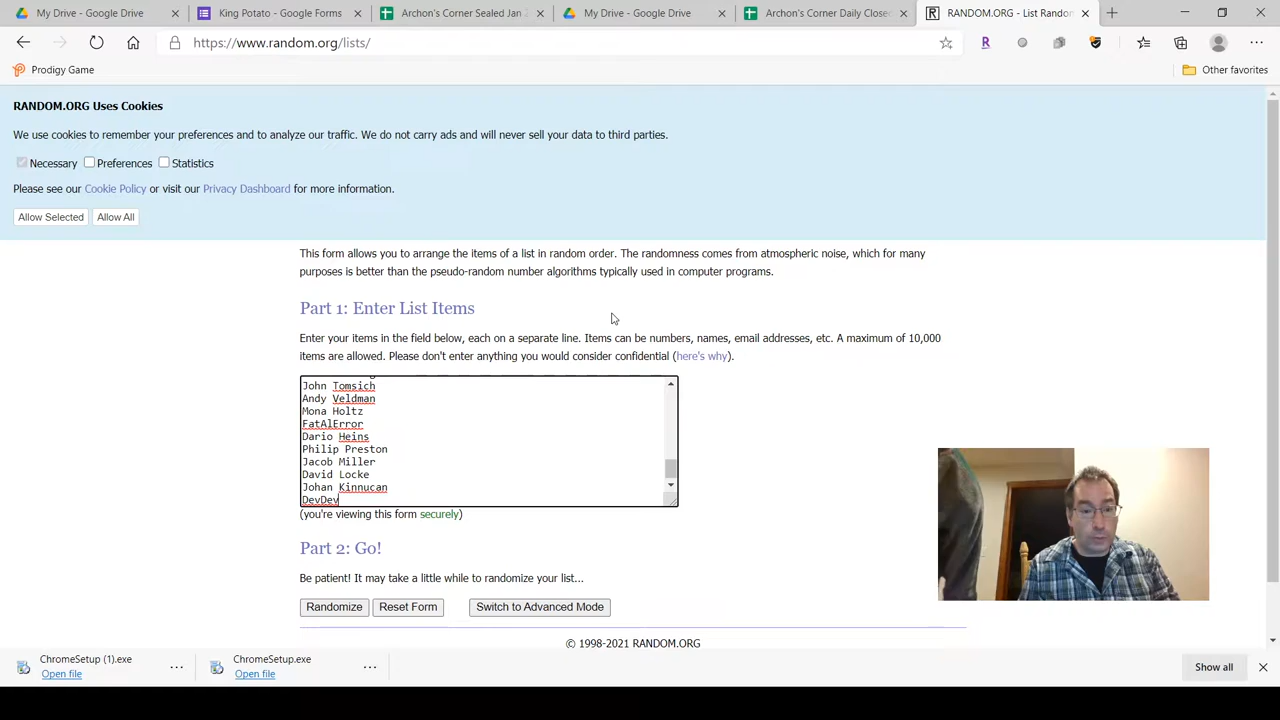 My Drive - Google Drive
King Potato - Google Forms
Archon's Corner Sealed Jan 2
My Drive - Google Drive
Archon's Corner Daily Closed
RANDOM.ORG - List Random
https://www.random.org/lists/
Prodigy Game
Other favorites
RANDOM.ORG Uses Cookies
We use cookies to remember your preferences and to analyze our traffic. We do not carry ads and will never sell your data to third parties.
Necessary Preferences Statistics
Please see our Cookie Policy or visit our Privacy Dashboard for more information.
Allow Selected Allow All
This form allows you to arrange the items of a list in random order. The randomness comes from atmospheric noise, which for many
purposes is better than the pseudo-random number algorithms typically used in computer programs.
Part 1: Enter List Items
Enter your items in the field below, each on a separate line. Items can be numbers, names, email addresses, etc. A maximum of 10,000
items are allowed. Please don't enter anything you would consider confidential (here's why).
John Tomsich
Andy Veldman
Mona Holtz
FatAlError
Dario Heins
Philip Preston
Jacob Miller
David Locke
Johan Kinnucan
DevDev
(you're viewing this form securely)
Part 2: Go!
Be patient! It may take a little while to randomize your list...
Randomize Reset Form Switch to Advanced Mode
© 1998-2021 RANDOM.ORG
ChromeSetup (1).exe
Open file
ChromeSetup.exe
Open file
Show all